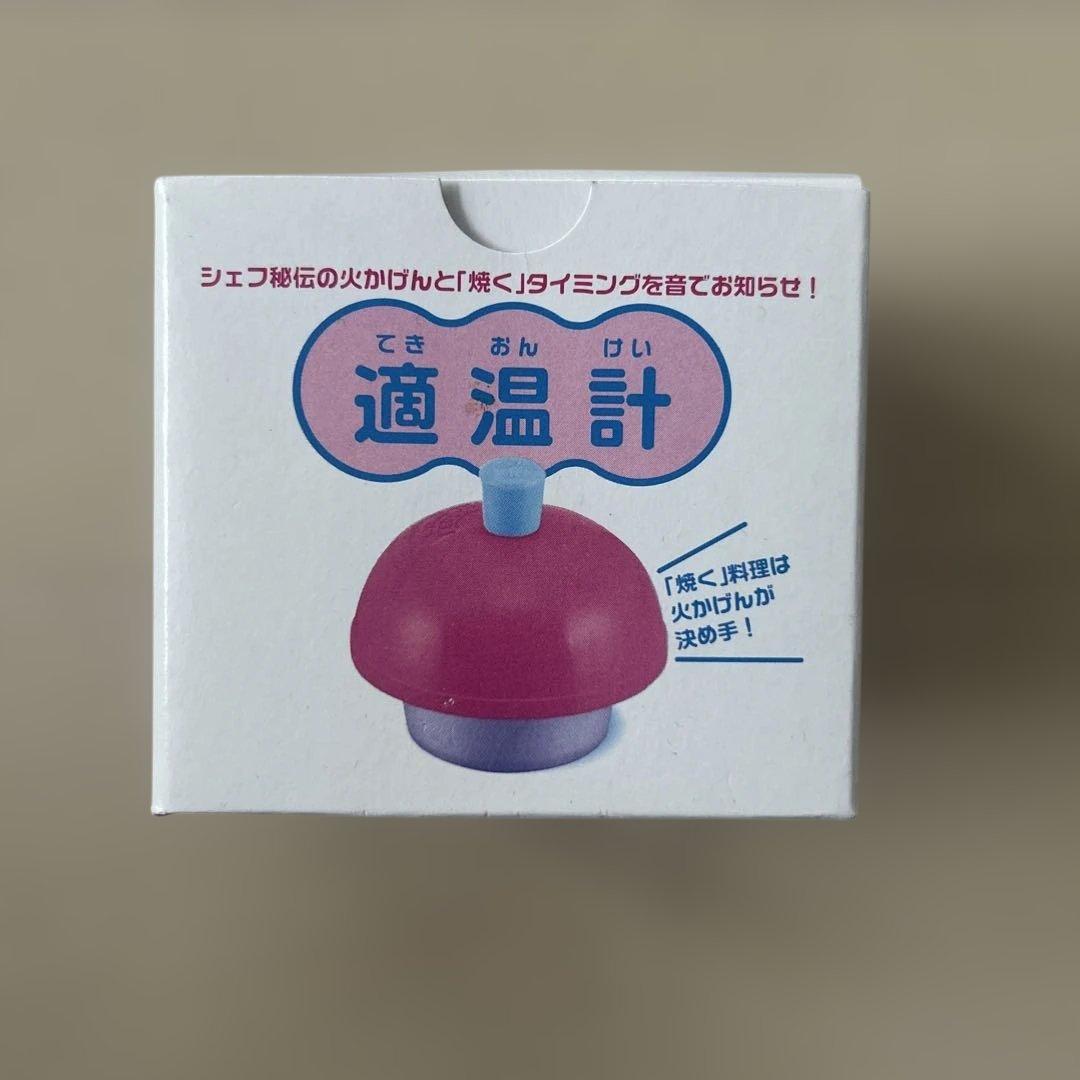 シェフ秘伝の火かげんと「焼く」タイミングを音でお知らせ！
てき おん けい
適温計
「焼く」料理は
火かげんが
決め手！